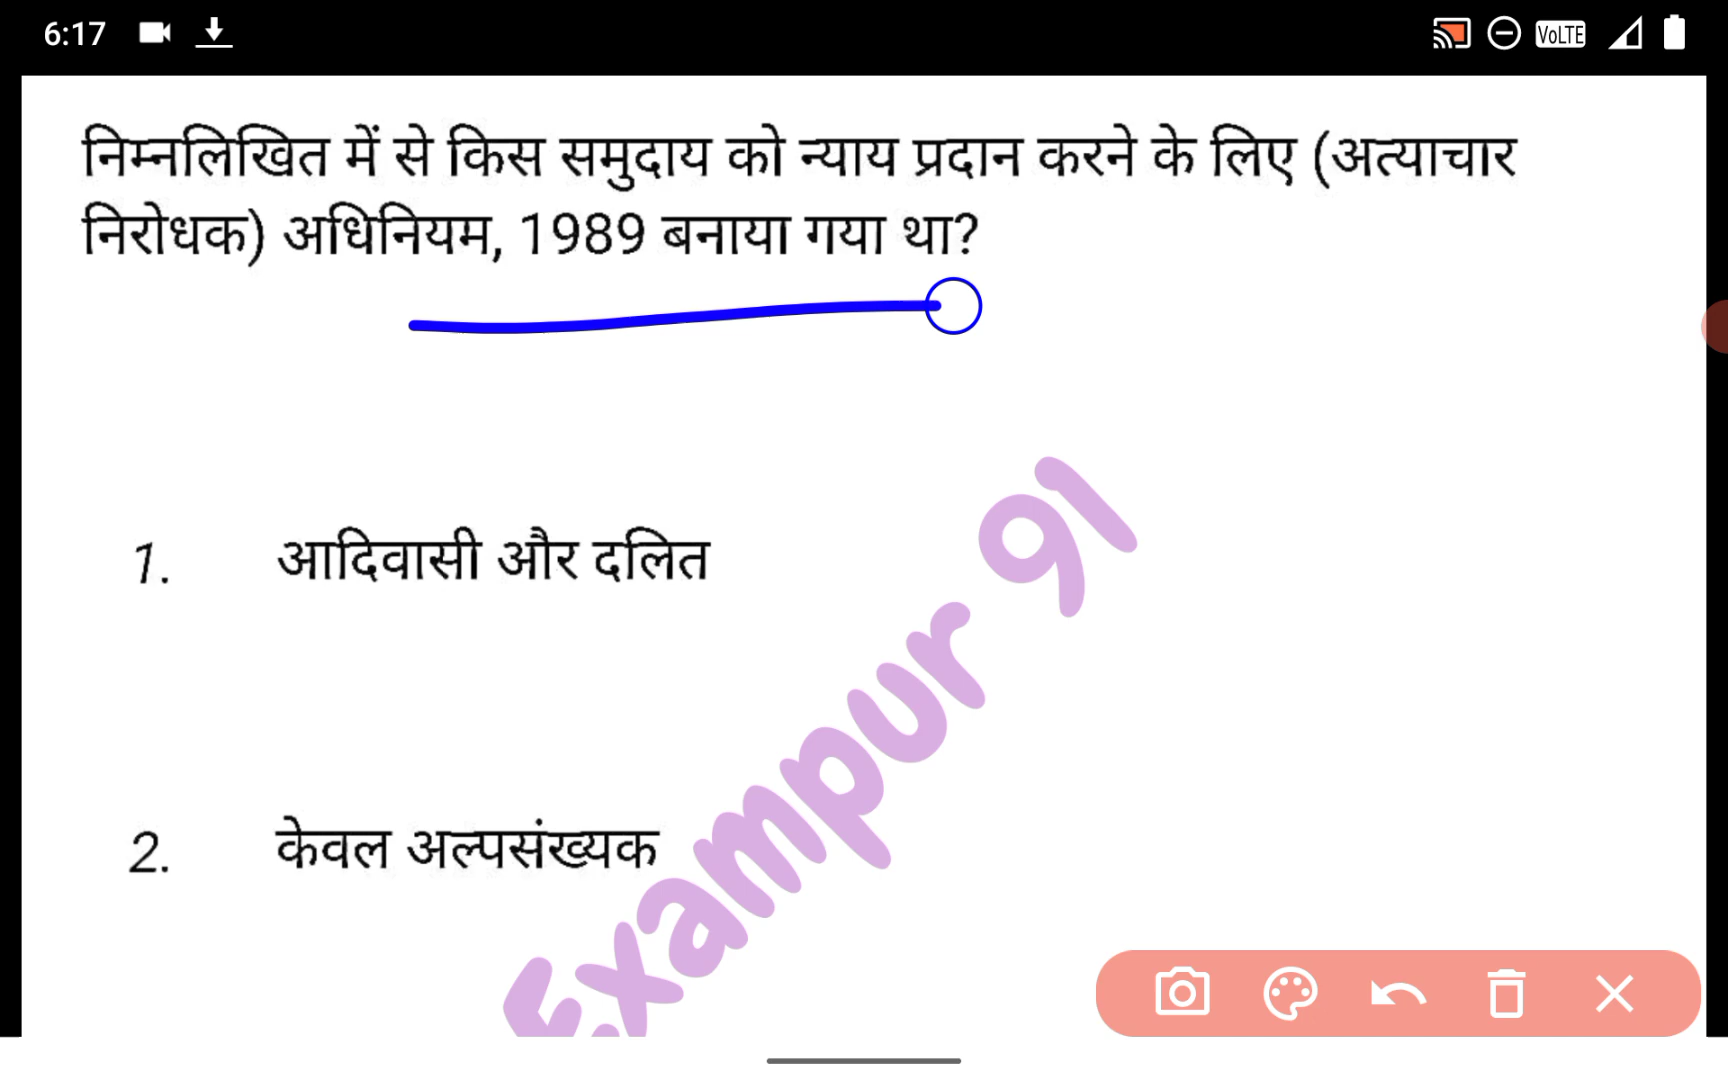 6:17
VoLTE
निम्नलिखित में से किस समुदाय को न्याय प्रदान करने के लिए (अत्याचार
निरोधक) अधिनियम, 1989 बनाया गया था?
1. आदिवासी और दलित
2. केवल अल्पसंख्यक
Exampur 91